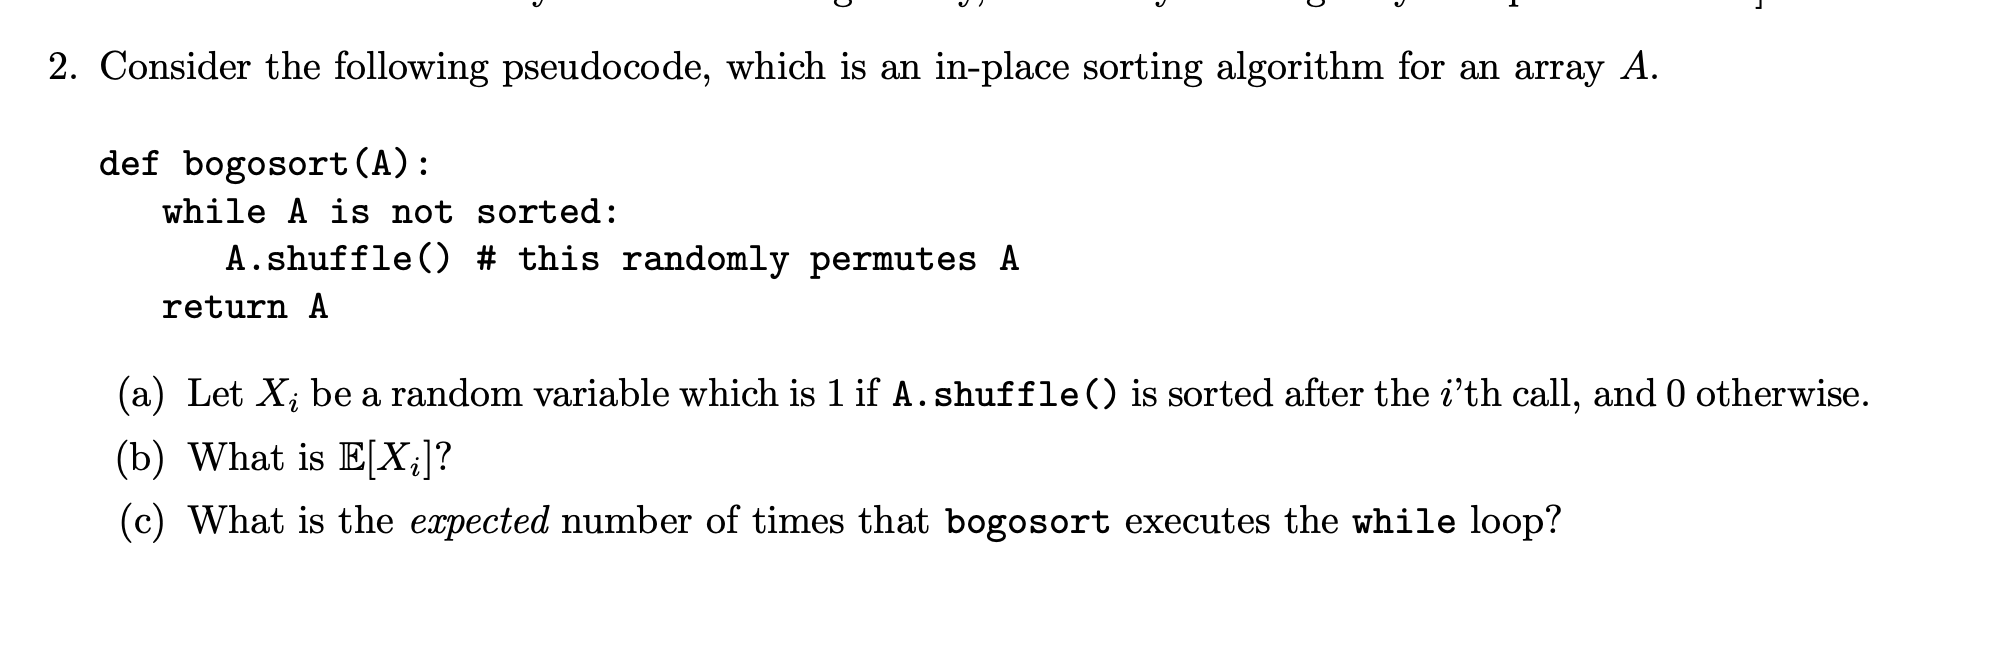 2. Consider the following pseudocode, which is an in-place sorting algorithm for an array A.
def bogosort(A):
while A is not sorted:
A.shuffle() # this randomly permutes A
return A
(a) Let Xᵢ be a random variable which is 1 if A.shuffle() is sorted after the i’th call, and 0 otherwise.
(b) What is 𝔼[Xᵢ]?
(c) What is the expected number of times that bogosort executes the while loop?